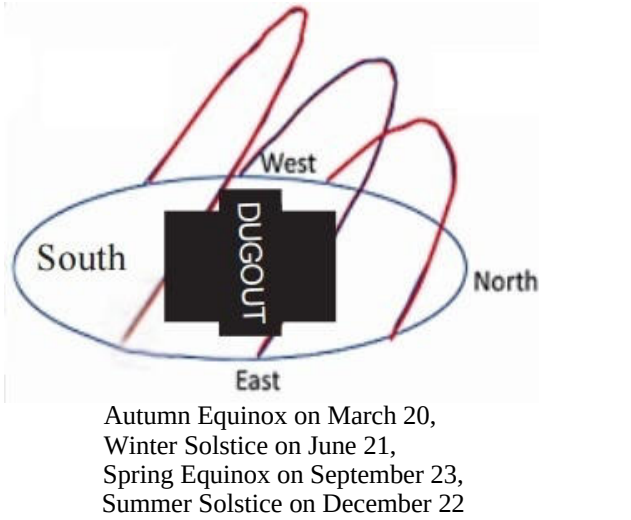 West
DUGOUT
South
North
East
Autumn Equinox on March 20,
Winter Solstice on June 21,
Spring Equinox on September 23,
Summer Solstice on December 22